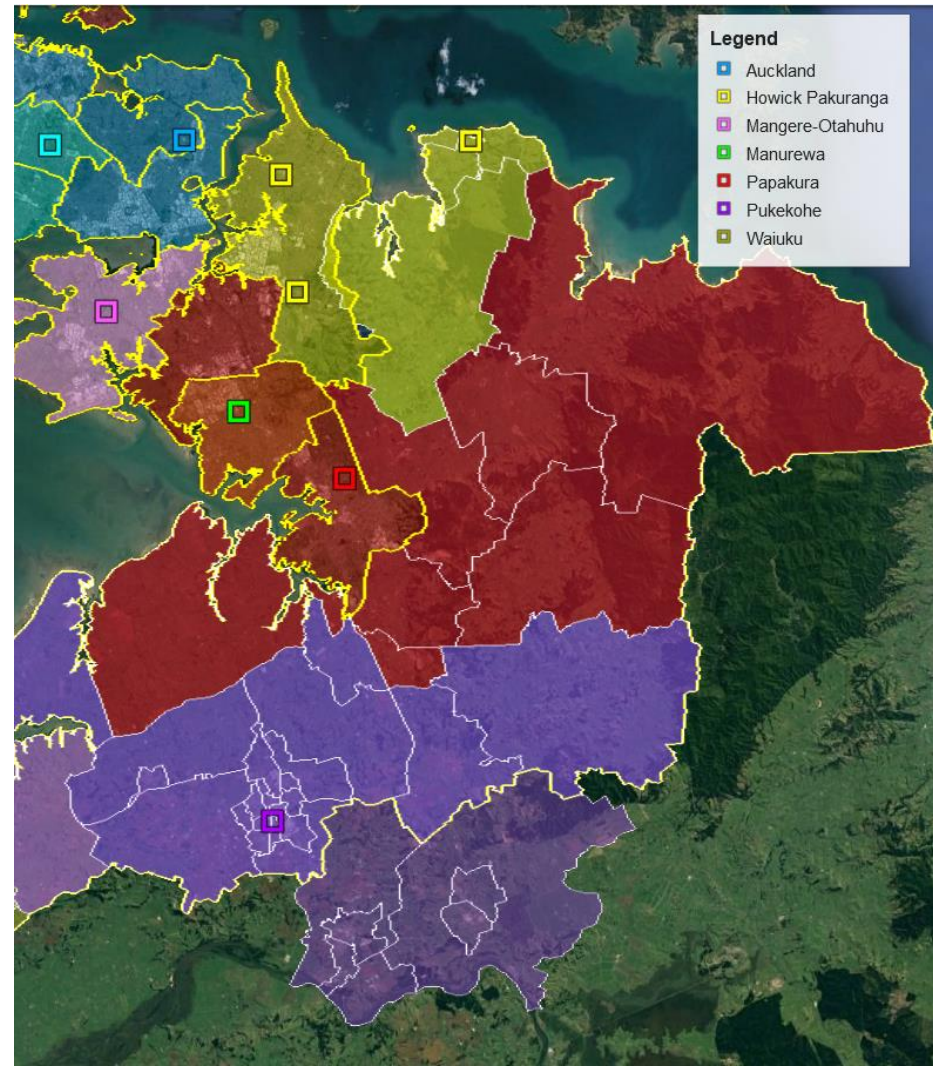 Legend
Auckland
Howick Pakuranga
Mangere-Otahuhu
Manurewa
Papakura
Pukekohe
Waiuku